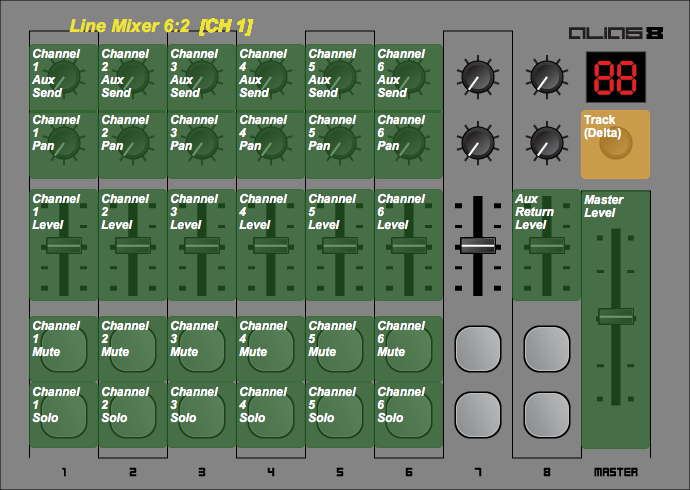 Line Mixer 6:2 [CH 1]
ALIAS 8
Channel Channel Channel Channel Channel Channel
1 2 3 4 5 6
Aux Aux Aux Aux Aux Aux
Send Send Send Send Send Send
88
Channel Channel Channel Channel Channel Channel
1 2 3 4 5 6
Pan Pan Pan Pan Pan Pan
Track
(Delta)
Channel Channel Channel Channel Channel Channel
1 2 3 4 5 6
Level Level Level Level Level Level
Aux
Return
Level
Master
Level
Channel Channel Channel Channel Channel Channel
1 2 3 4 5 6
Mute Mute Mute Mute Mute Mute
Channel Channel Channel Channel Channel Channel
1 2 3 4 5 6
Solo Solo Solo Solo Solo Solo
1 2 3 4 5 6 7 8 MASTER